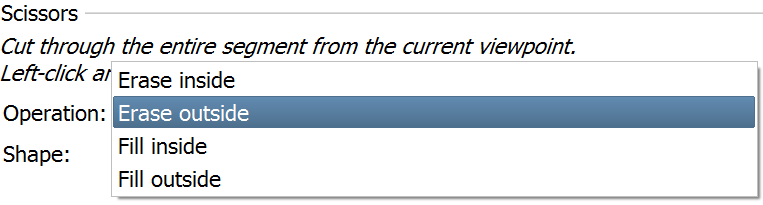 Scissors
Cut through the entire segment from the current viewpoint.
Left-click
Erase inside
Operation:
Erase outside
Shape:
Fill inside
Fill outside